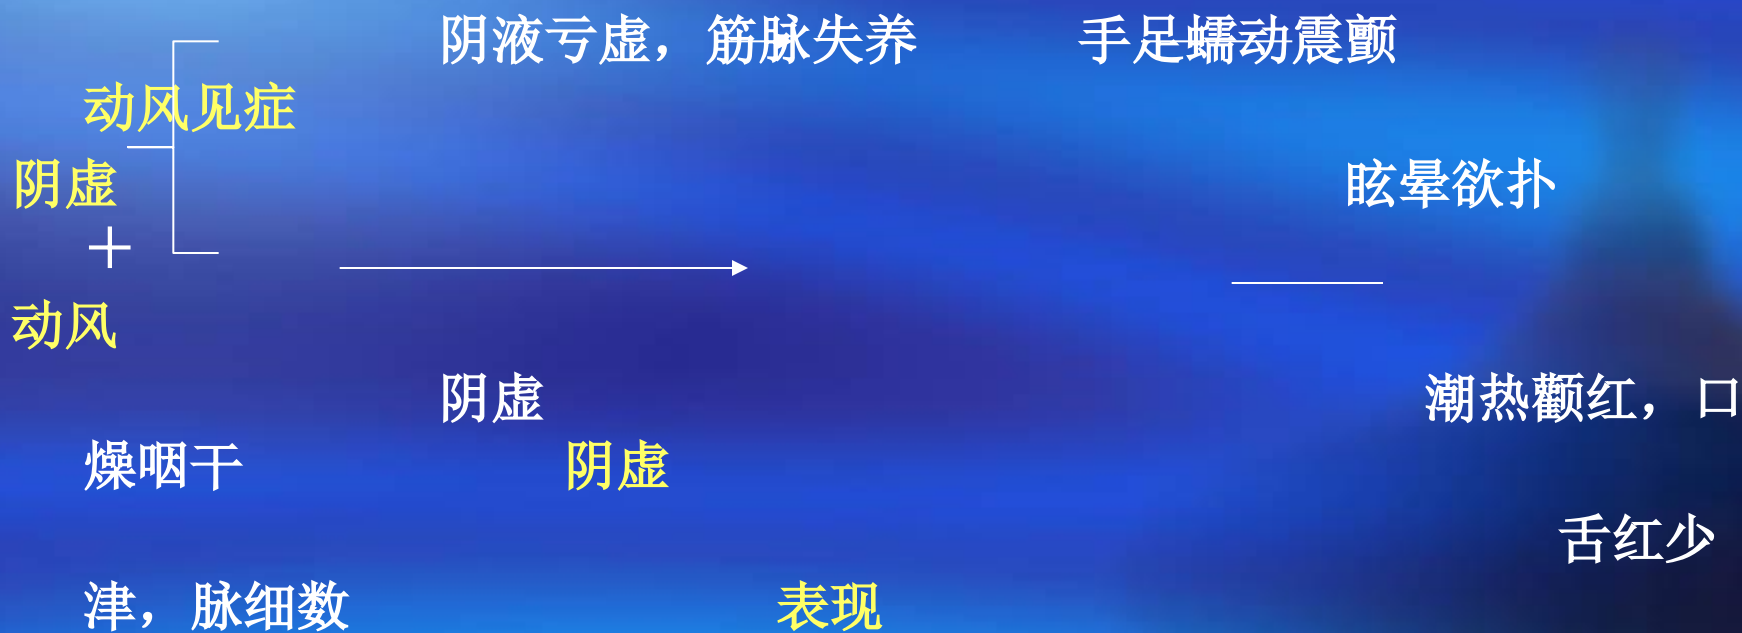 阴液亏虚，筋脉失养 手足蠕动震颤
动风见症
阴虚 眩晕欲扑
＋
动风
阴虚 潮热颧红，口
燥咽干 阴虚
舌红少
津，脉细数 表现